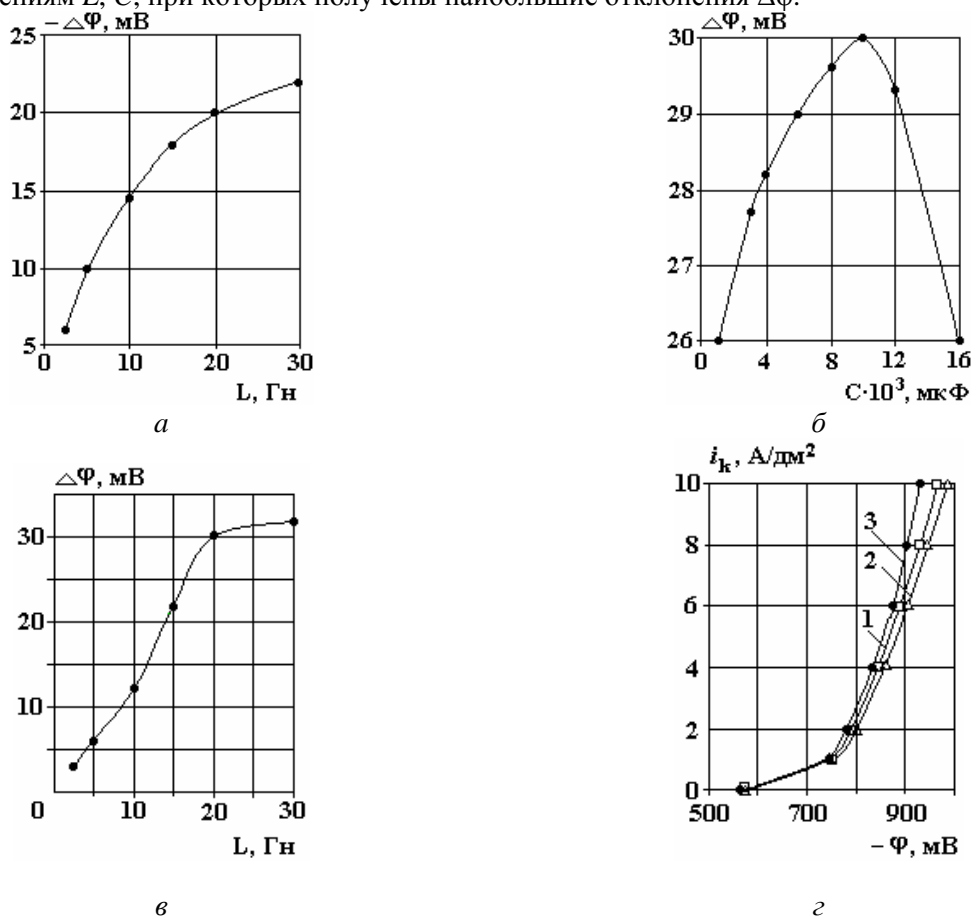 ениям L, C, при которых получены наибольшие отклонения Δφ.
– △φ, мВ
25
20
15
10
5
0 10 20 30
L, Гн
а
△φ, мВ
30
29
28
27
26
0 4 8 12 16
C·10³, мкФ
б
△φ, мВ
30
20
10
0 10 20 30
L, Гн
в
iₖ, А/дм²
10
8
6
4
2
0
3
2
1
500 700 900
– φ, мВ
г